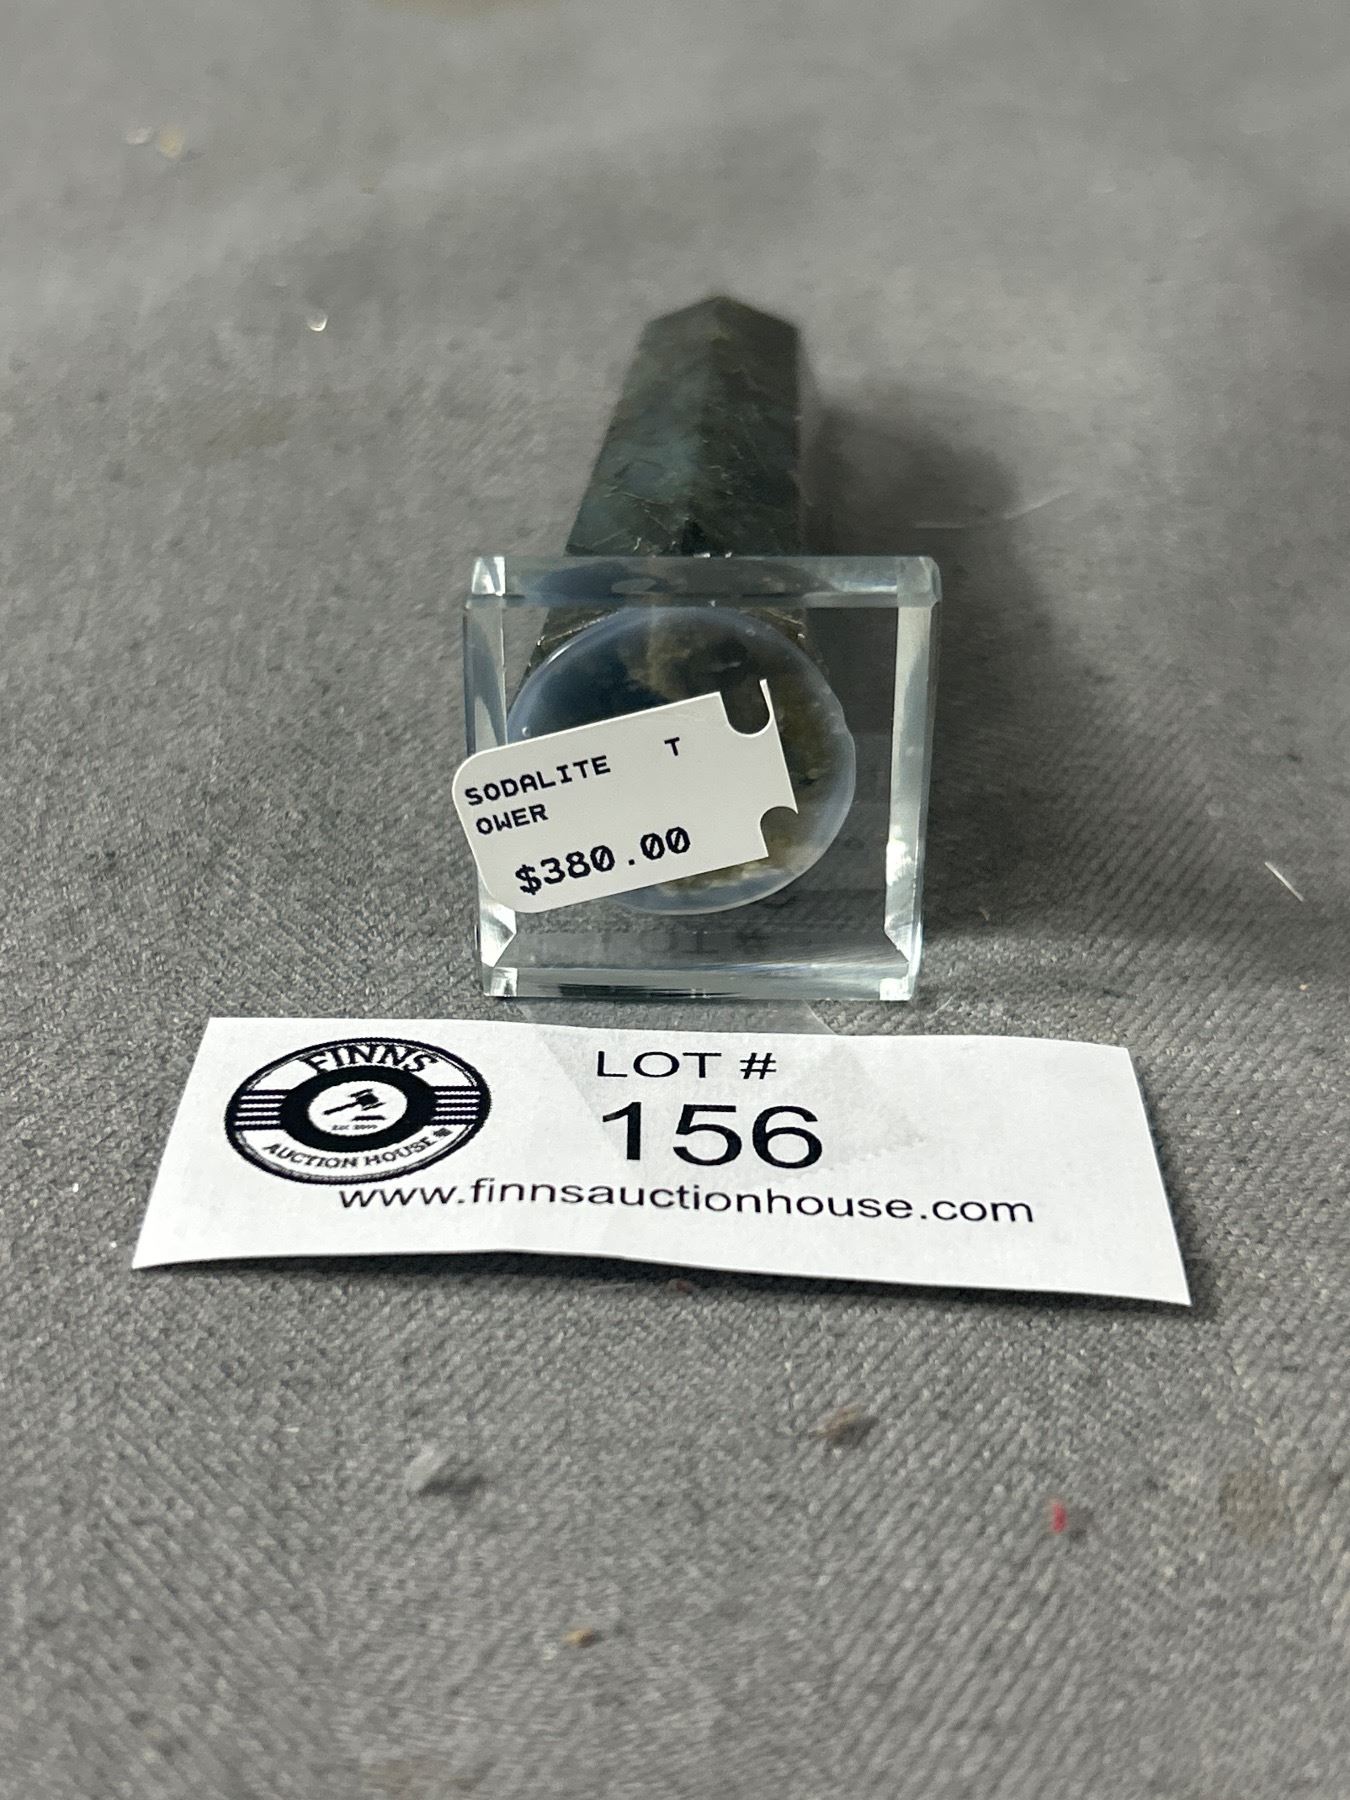 SODALITE T
OWER
$380.00
FINNS
AUCTION HOUSE
LOT #
156
www.finnsauctionhouse.com